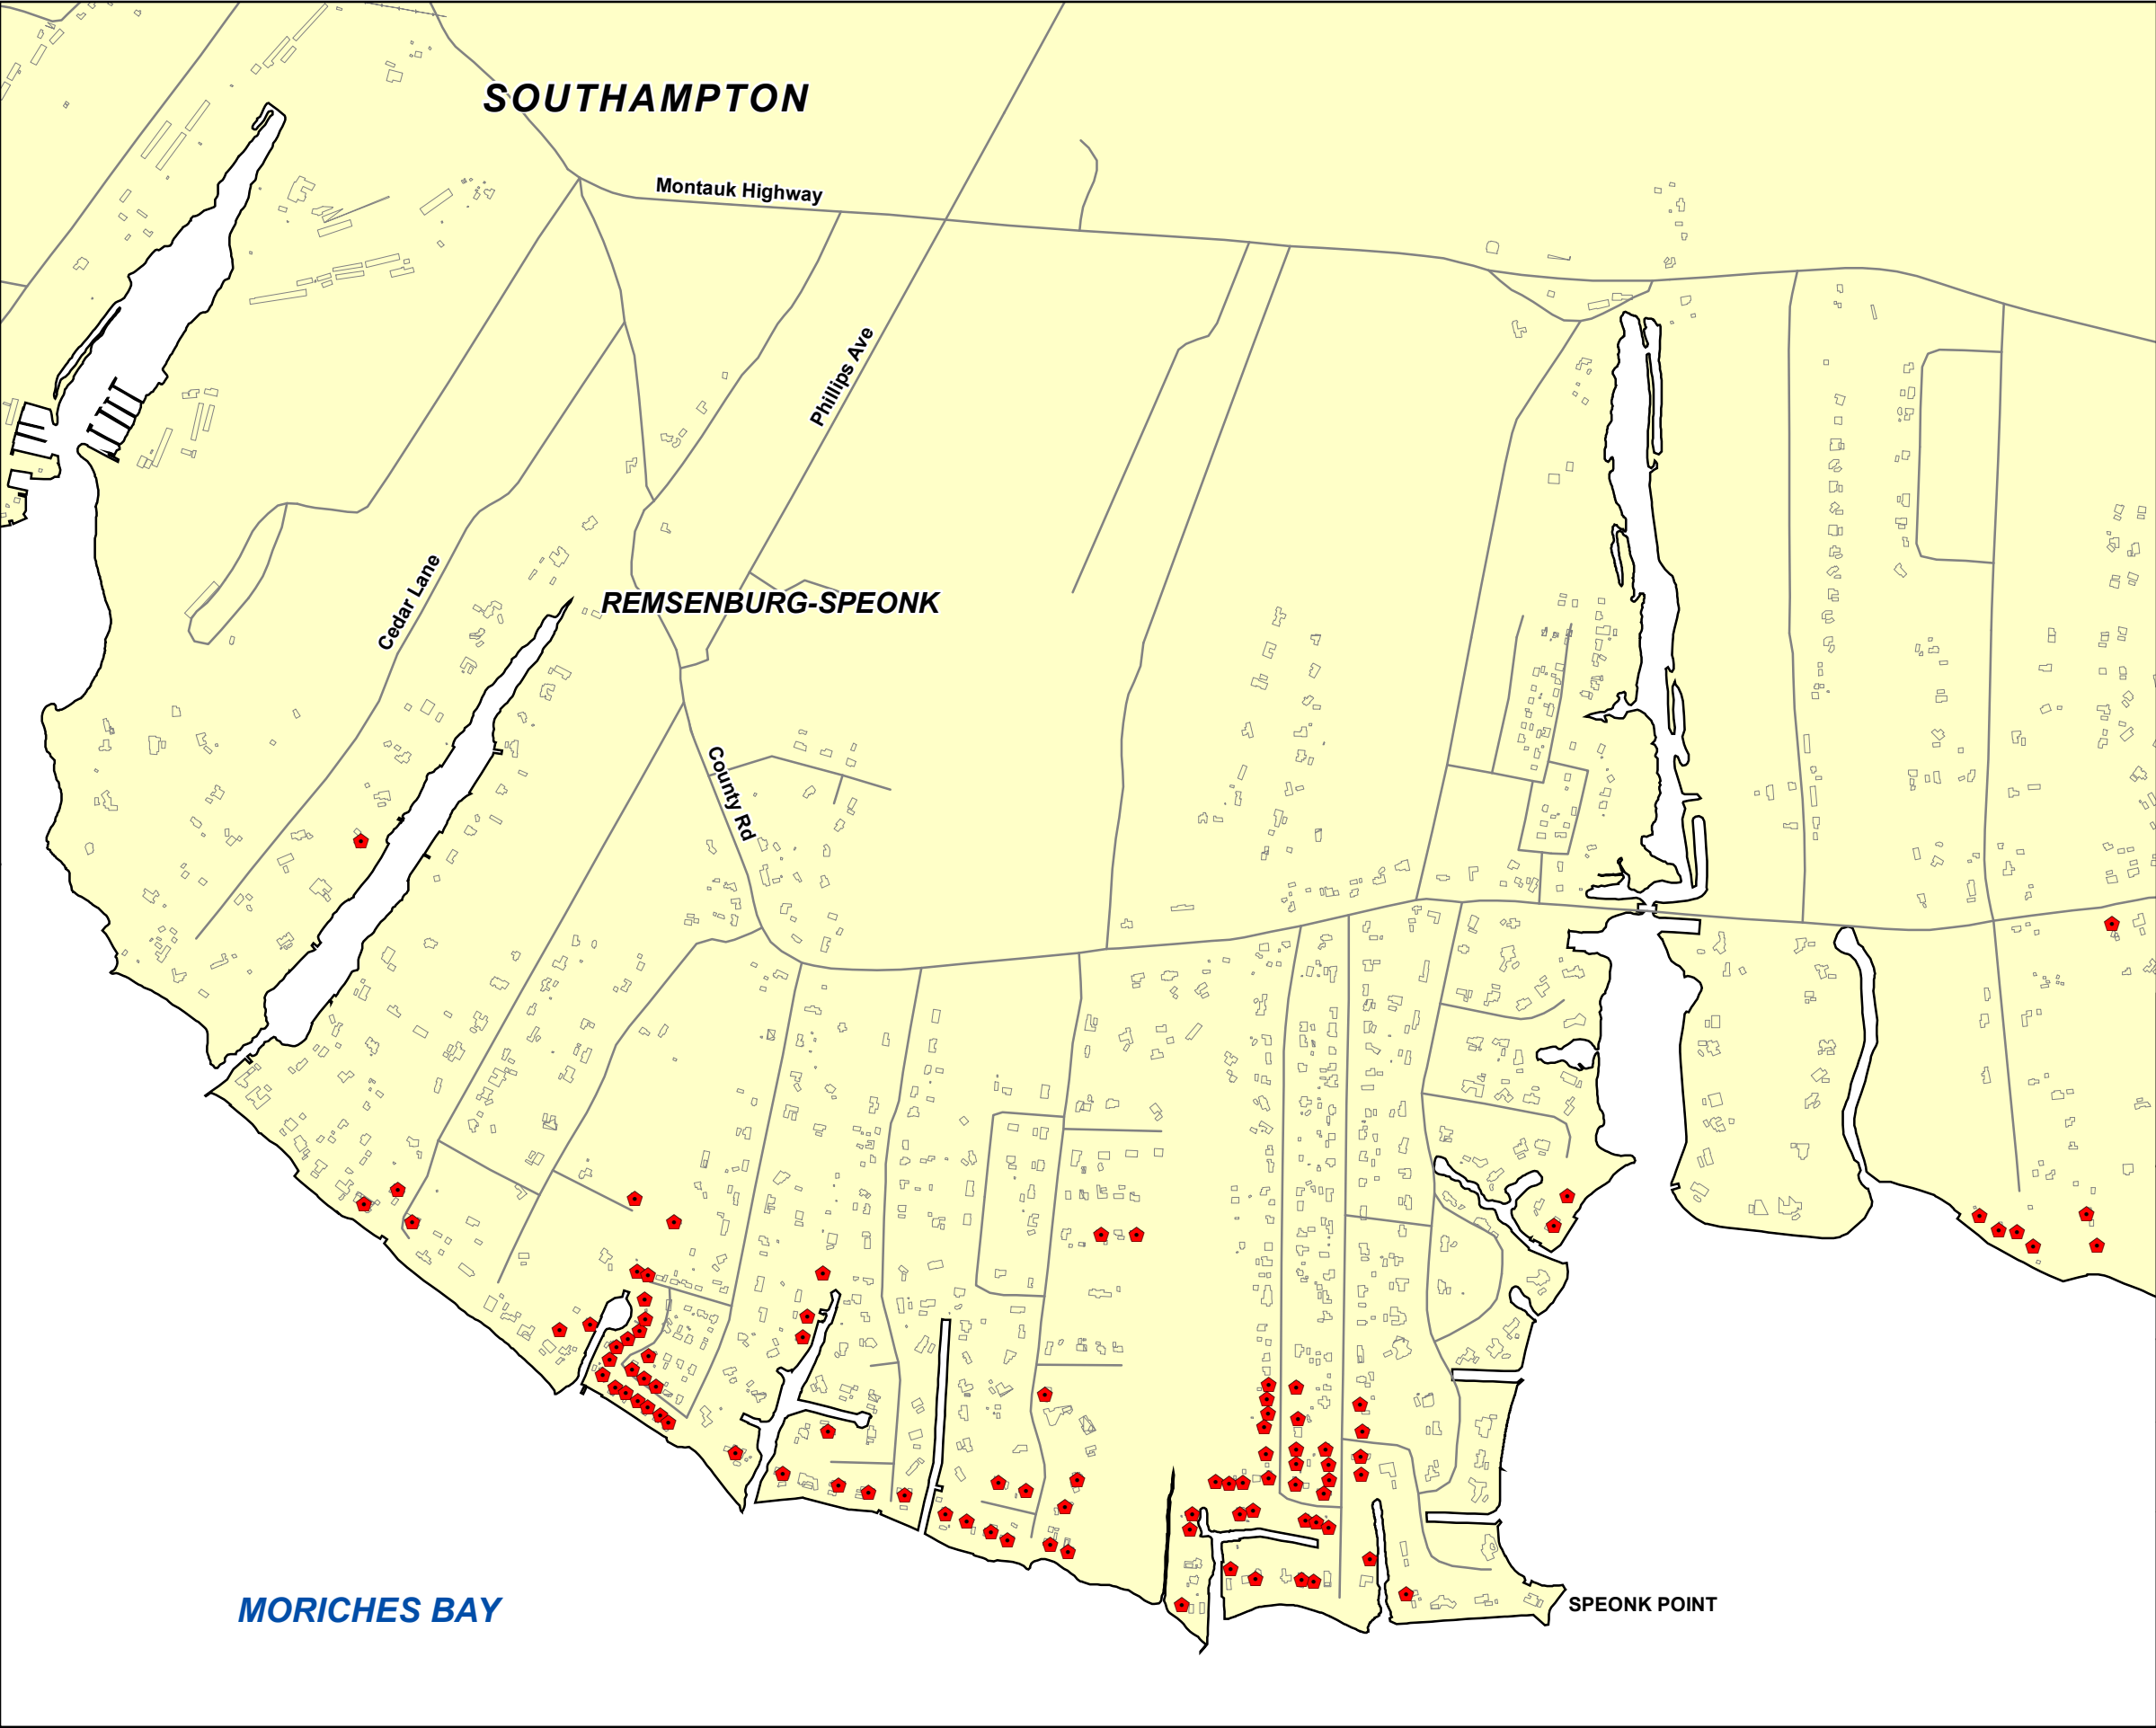 SOUTHAMPTON
Montauk Highway
Phillips Ave
Cedar Lane
REMSENBURG-SPEONK
County Rd
MORICHES BAY
SPEONK POINT